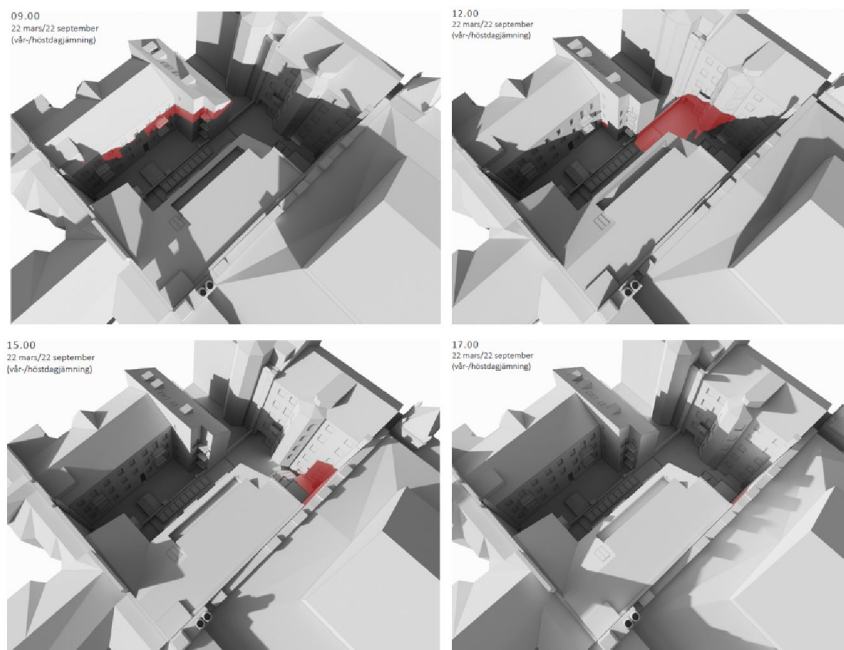 09.00
22 mars/22 september
(vår-/höstdagjämning)
12.00
22 mars/22 september
(vår-/höstdagjämning)
15.00
22 mars/22 september
(vår-/höstdagjämning)
17.00
22 mars/22 september
(vår-/höstdagjämning)